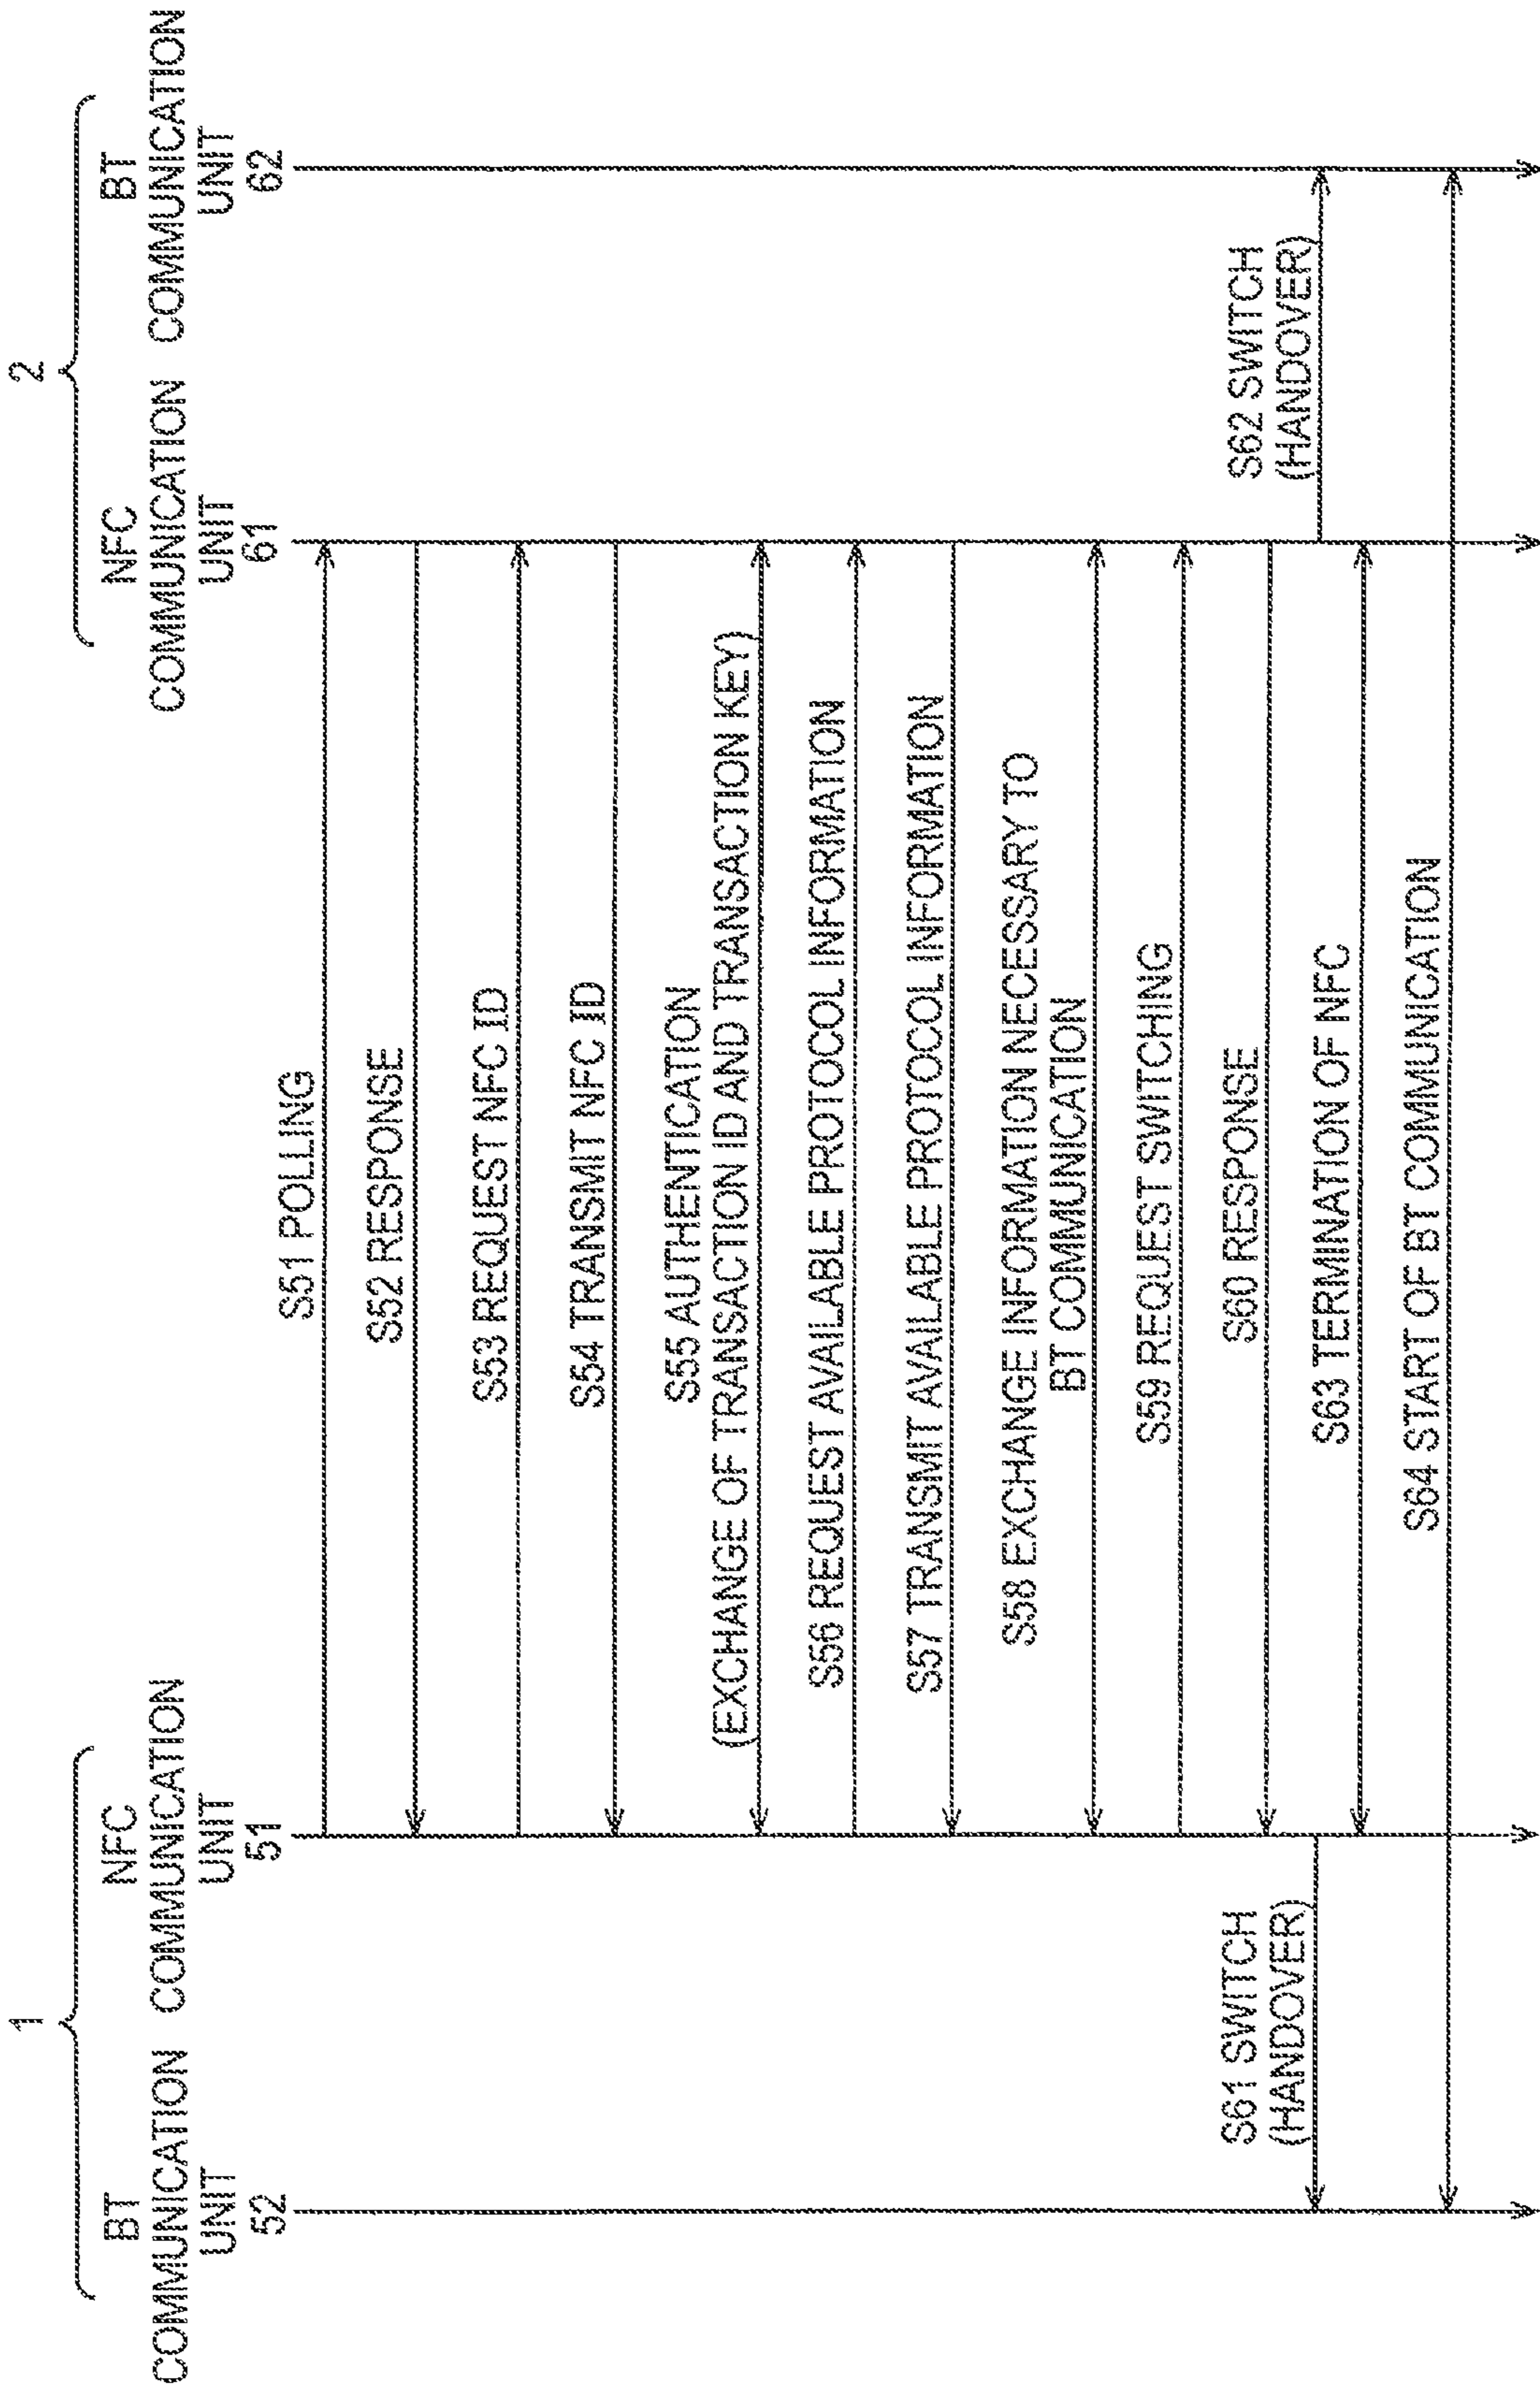 1
2
BT
COMMUNICATION
UNIT
52
NFC
COMMUNICATION
UNIT
51
NFC
COMMUNICATION
UNIT
61
BT
COMMUNICATION
UNIT
62
S51 POLLING
S52 RESPONSE
S53 REQUEST NFC ID
S54 TRANSMIT NFC ID
S55 AUTHENTICATION
(EXCHANGE OF TRANSACTION ID AND TRANSACTION KEY)
S56 REQUEST AVAILABLE PROTOCOL INFORMATION
S57 TRANSMIT AVAILABLE PROTOCOL INFORMATION
S58 EXCHANGE INFORMATION NECESSARY TO
BT COMMUNICATION
S59 REQUEST SWITCHING
S60 RESPONSE
S61 SWITCH
(HANDOVER)
S62 SWITCH
(HANDOVER)
S63 TERMINATION OF NFC
S64 START OF BT COMMUNICATION